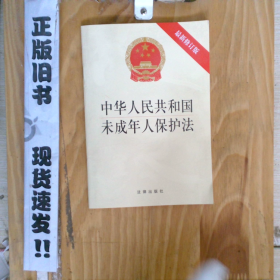 正版旧书
现货速发!!
最新修订版
中华人民共和国
未成年人保护法
法律出版社